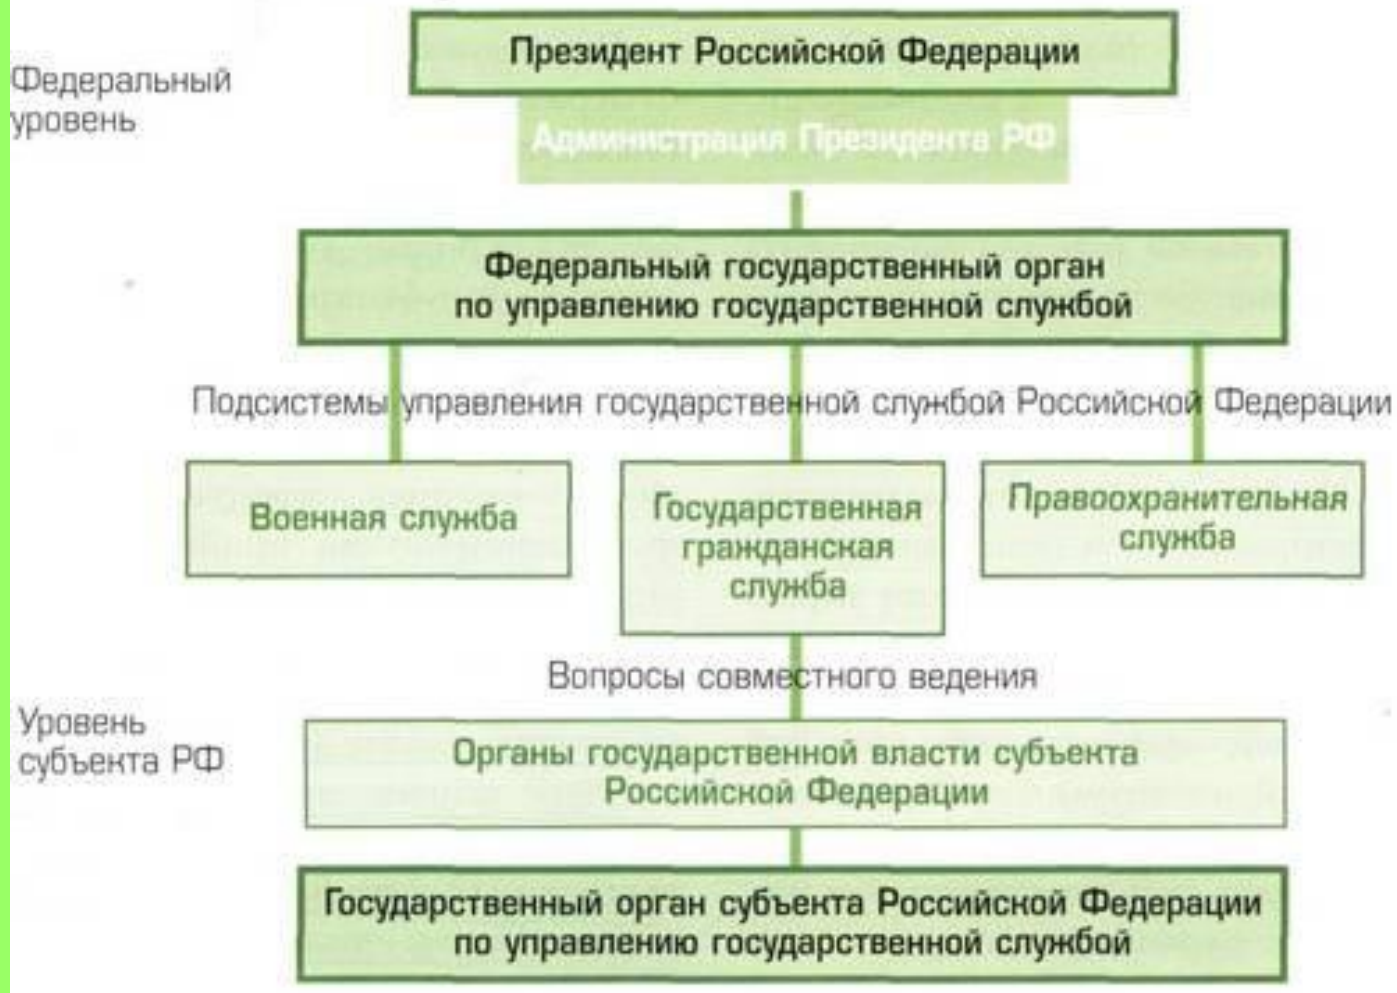 Президент Российской Федерации
Федеральный
уровень
Администрация Президента РФ
Федеральный государственный орган
по управлению государственной службой
Подсистемы управления государственной службой Российской Федерации
Военная служба
Государственная
гражданская
служба
Правоохранительная
служба
Вопросы совместного ведения
Уровень
субъекта РФ
Органы государственной власти субъекта
Российской Федерации
Государственный орган субъекта Российской Федерации
по управлению государственной службой